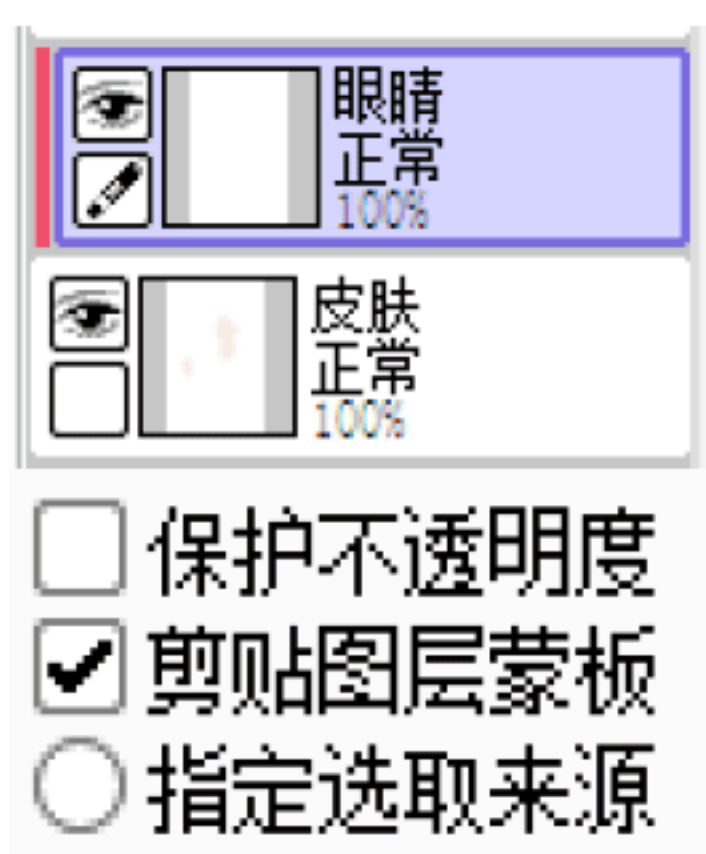 眼睛
正常
100%
皮肤
正常
100%
保护不透明度
剪贴图层蒙板
指定选取来源